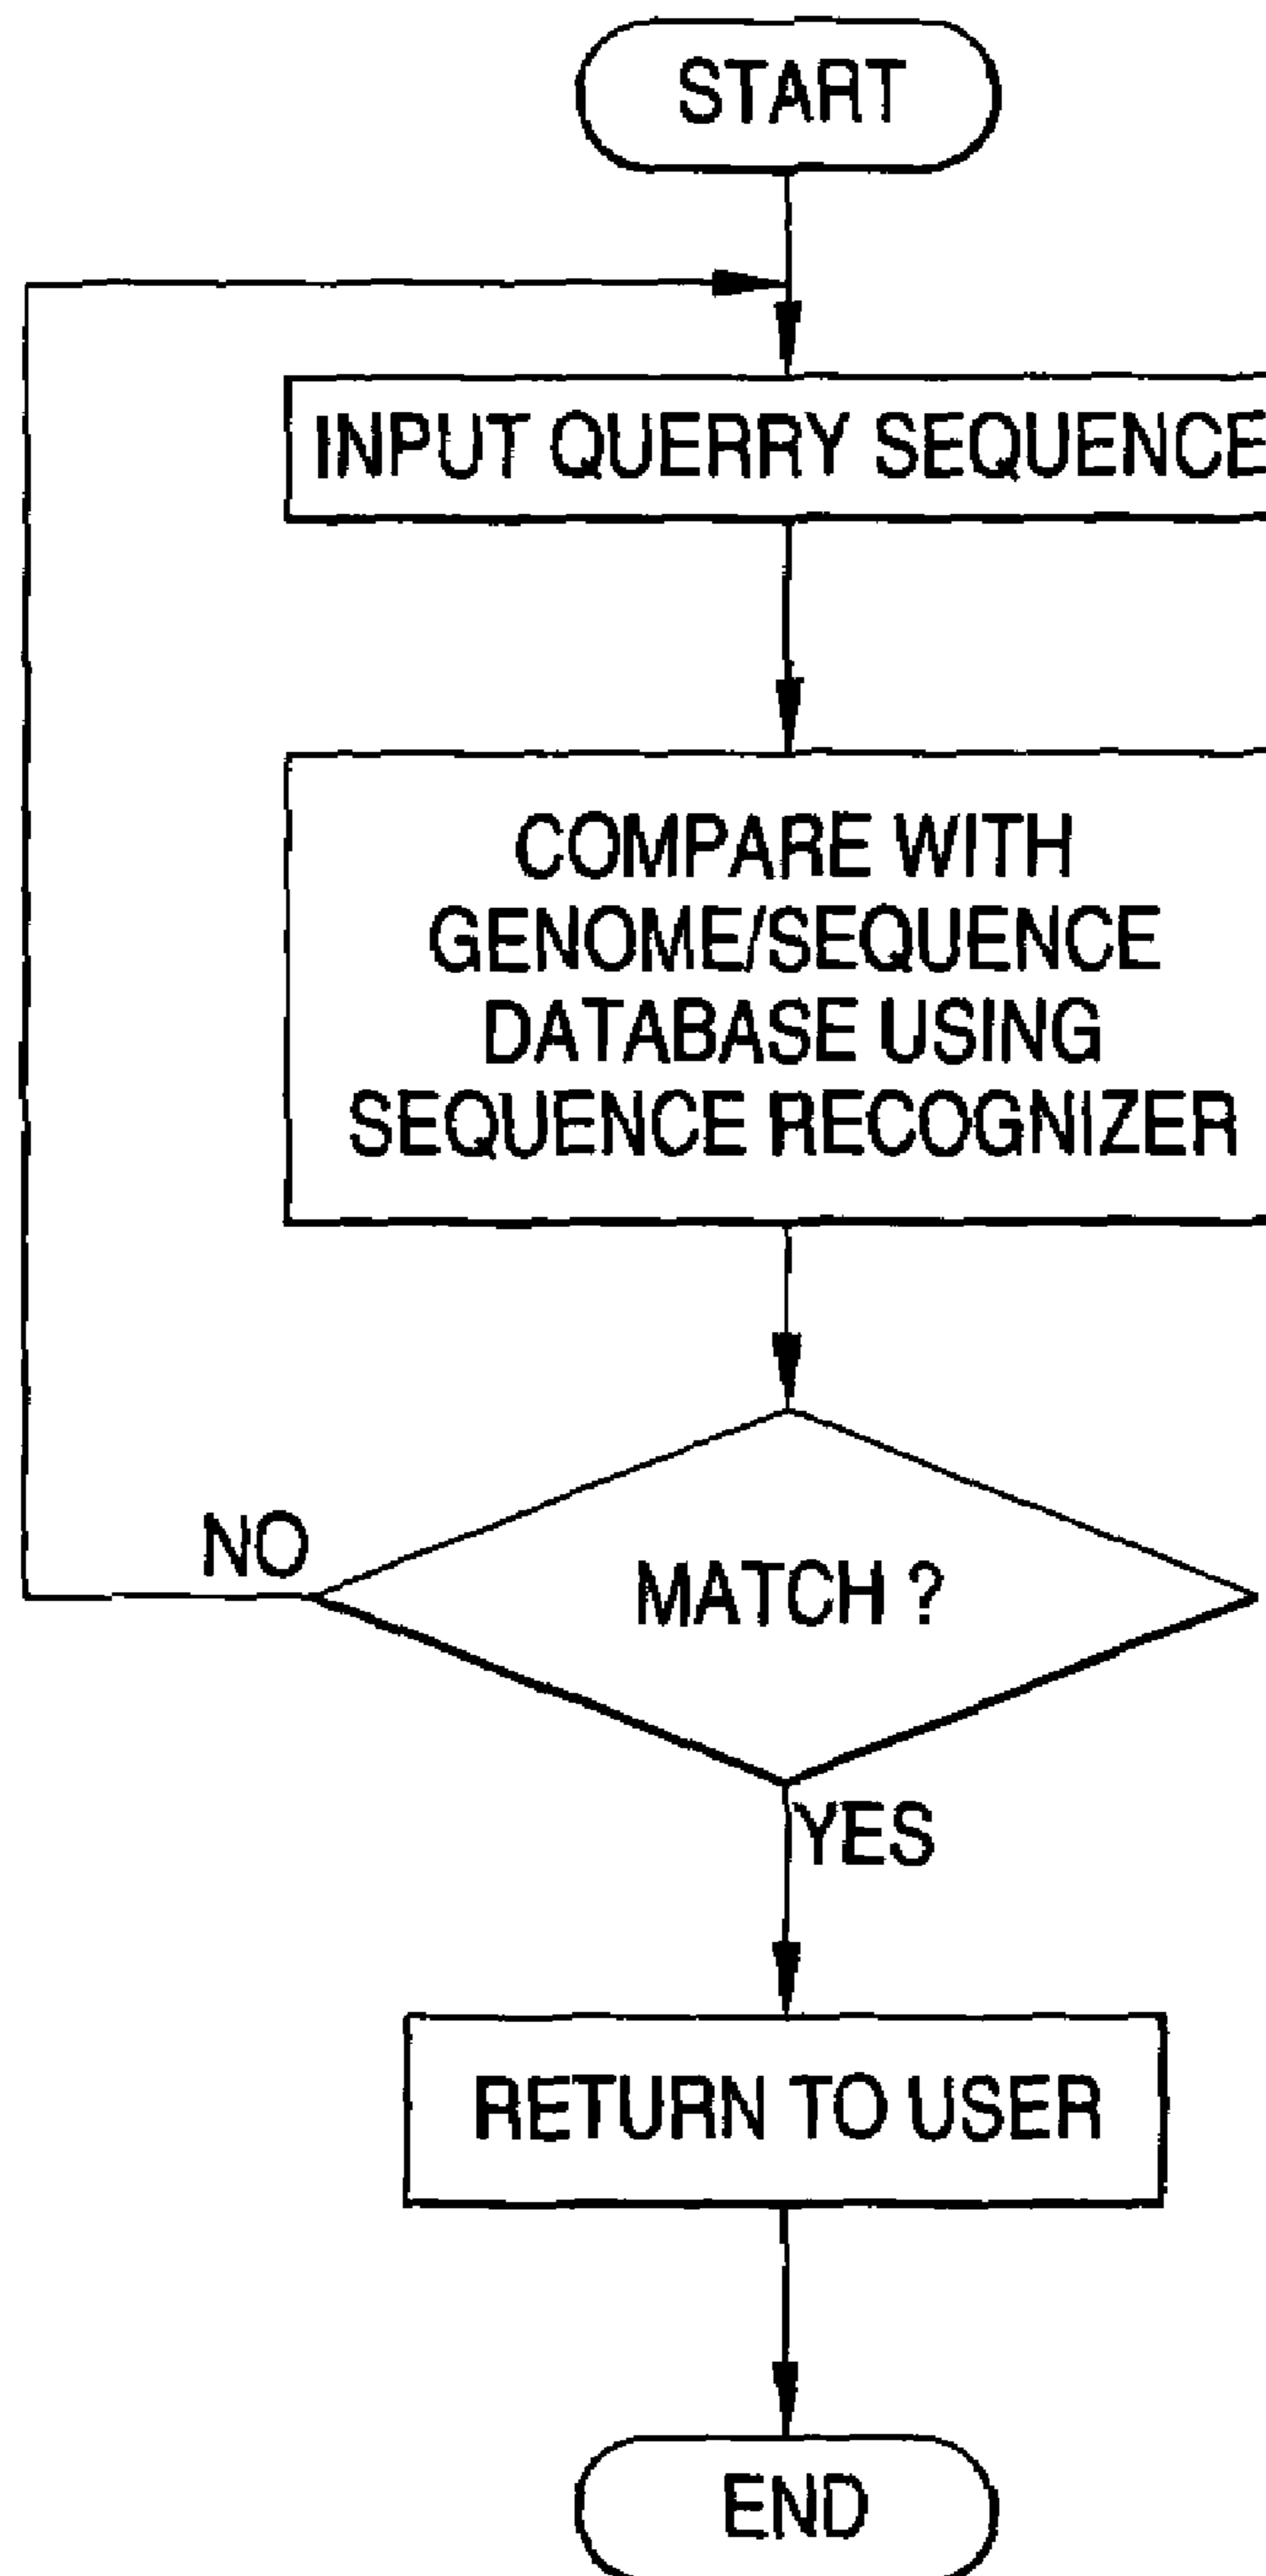 START
INPUT QUERRY SEQUENCE
COMPARE WITH
GENOME/SEQUENCE
DATABASE USING
SEQUENCE RECOGNIZER
NO
MATCH ?
YES
RETURN TO USER
END